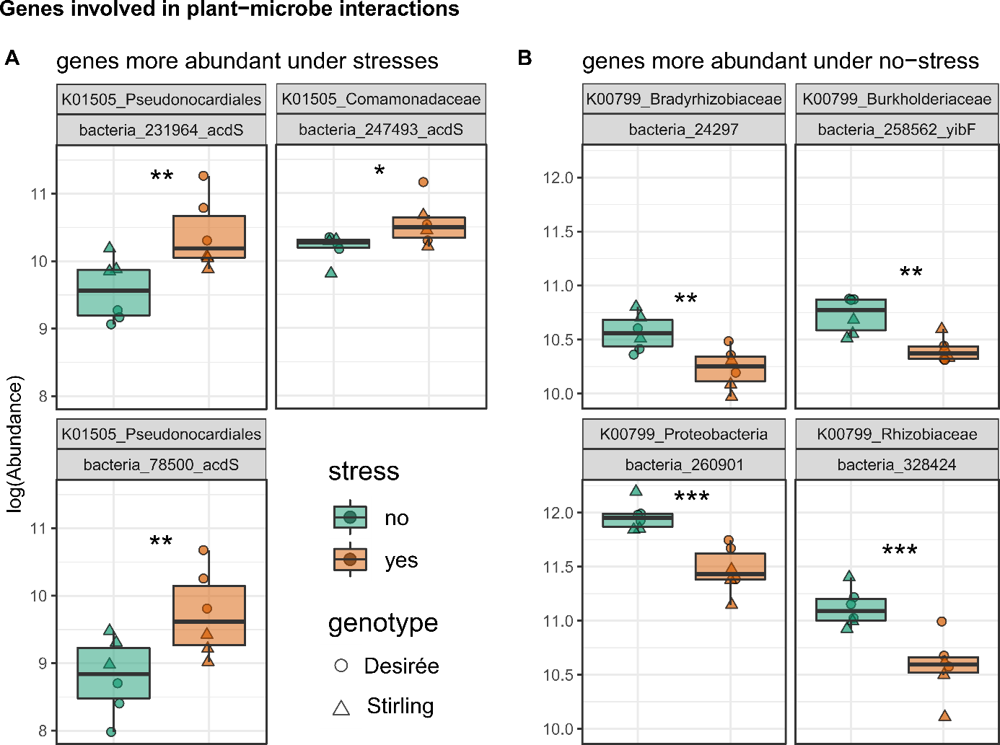 Genes involved in plant−microbe interactions
A
genes more abundant under stresses
K01505_Pseudonocardiales
bacteria_231964_acdS
**
11
10
9
8
K01505_Comamonadaceae
bacteria_247493_acdS
*
log(Abundance)
K01505_Pseudonocardiales
bacteria_78500_acdS
**
11
10
9
8
stress
no
yes
genotype
Desirée
Stirling
B
genes more abundant under no−stress
K00799_Bradyrhizobiaceae
bacteria_24297
**
12.0
11.5
11.0
10.5
10.0
K00799_Burkholderiaceae
bacteria_258562_yibF
**
K00799_Proteobacteria
bacteria_260901
***
12.0
11.5
11.0
10.5
10.0
K00799_Rhizobiaceae
bacteria_328424
***